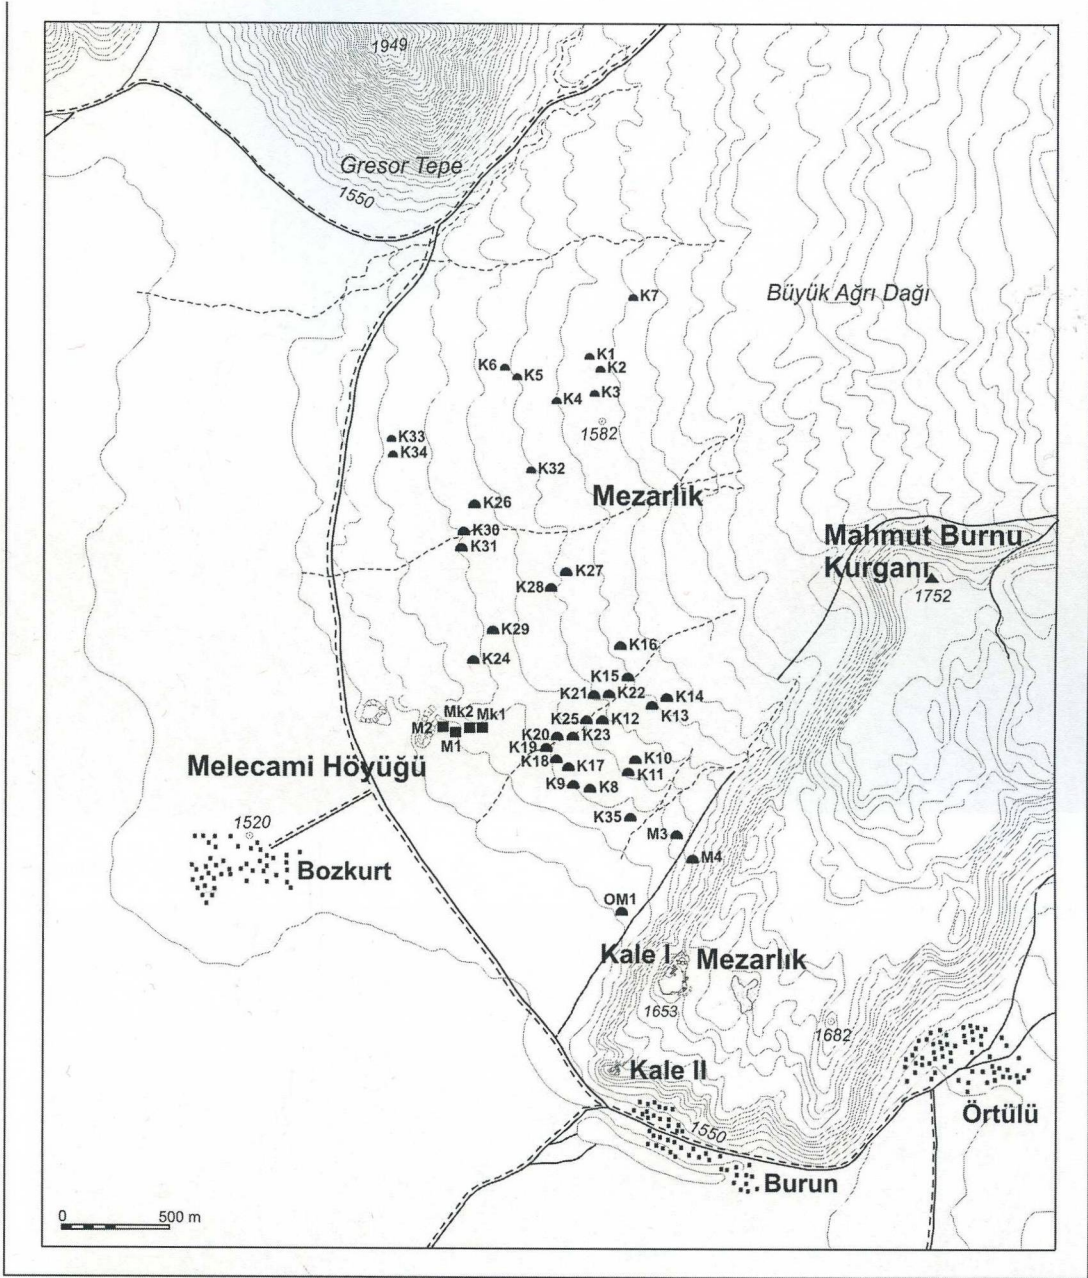 1949
Gresor Tepe
1550
Büyük Ağrı Dağı
K7
K1
K2
K6
K5
K3
K4
1582
K33
K34
K32
Mezarlık
K26
K30
K31
Mahmut Burnu
Kurganı
1752
K27
K28
K29
K16
K24
K15
K21
K22
K14
K13
Mk2
Mk1
M2
M1
K25
K12
K20
K23
K19
K18
K17
K10
K11
K9
K8
Melecami Höyüğü
K35
1520
M3
M4
Bozkurt
OM1
Kale I
Mezarlık
1653
1682
Kale II
Örtülü
1550
Burun
0 500 m